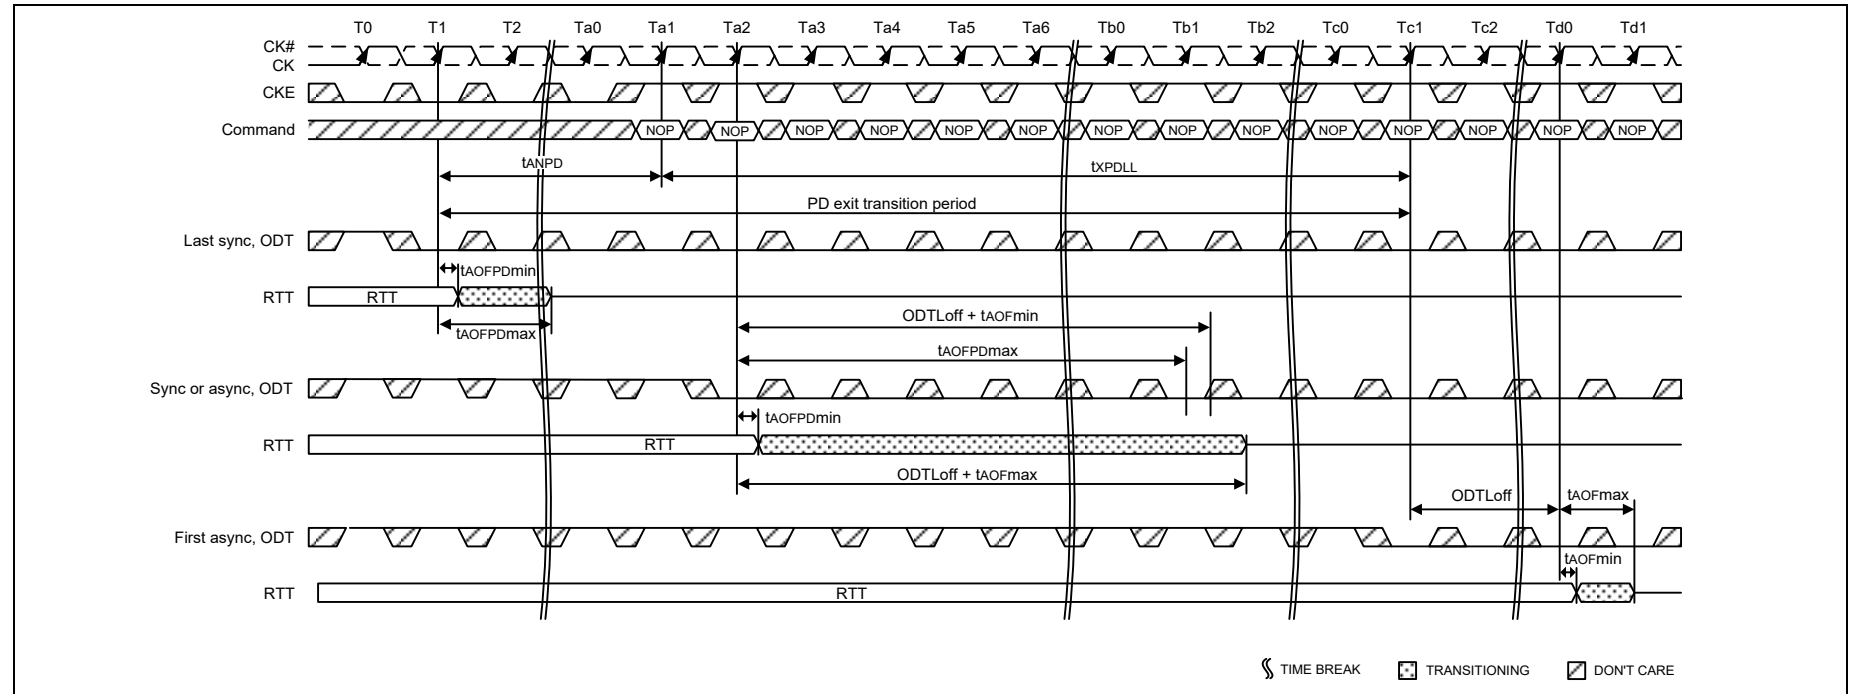 T0 T1 T2 Ta0 Ta1 Ta2 Ta3 Ta4 Ta5 Ta6 Tb0 Tb1 Tb2 Tc0 Tc1 Tc2 Td0 Td1
CK#
CK
CKE
Command NOP NOP NOP NOP NOP NOP NOP NOP NOP NOP NOP NOP NOP NOP
tANPD tXPDLL
PD exit transition period
Last sync, ODT
tAOFPDmin
RTT RTT
tAOFPDmax
ODTLoff + tAOFmin
tAOFPDmax
Sync or async, ODT
tAOFPDmin
RTT RTT
ODTLoff + tAOFmax
ODTLoff tAOFmax
First async, ODT
tAOFmin
RTT RTT
TIME BREAK TRANSITIONING DON'T CARE